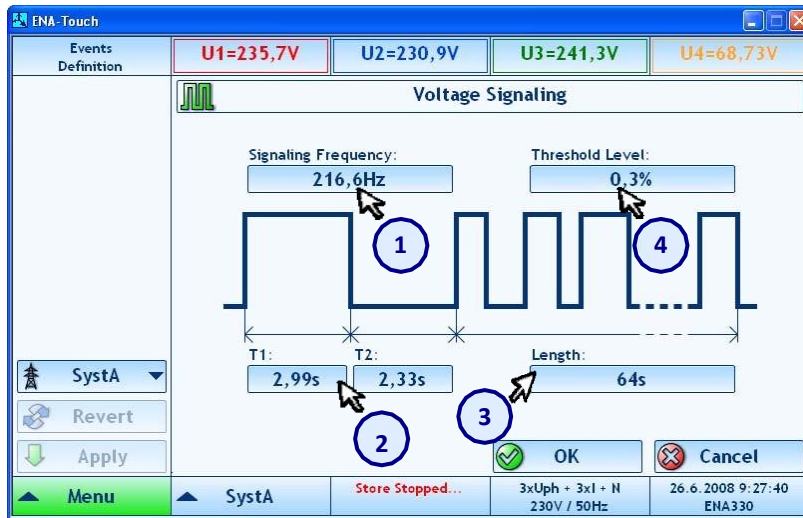 ENA-Touch
Events
Definition
U1=235,7V
U2=230,9V
U3=241,3V
U4=68,73V
Voltage Signaling
Signaling Frequency:
216,6Hz
Threshold Level:
0,3%
1
4
T1:
T2:
Length:
2,99s
2,33s
64s
2
3
SystA
Revert
Apply
OK
Cancel
Menu
SystA
Store Stopped...
3xUph + 3xI + N
230V / 50Hz
26.6.2008 9:27:40
ENA330